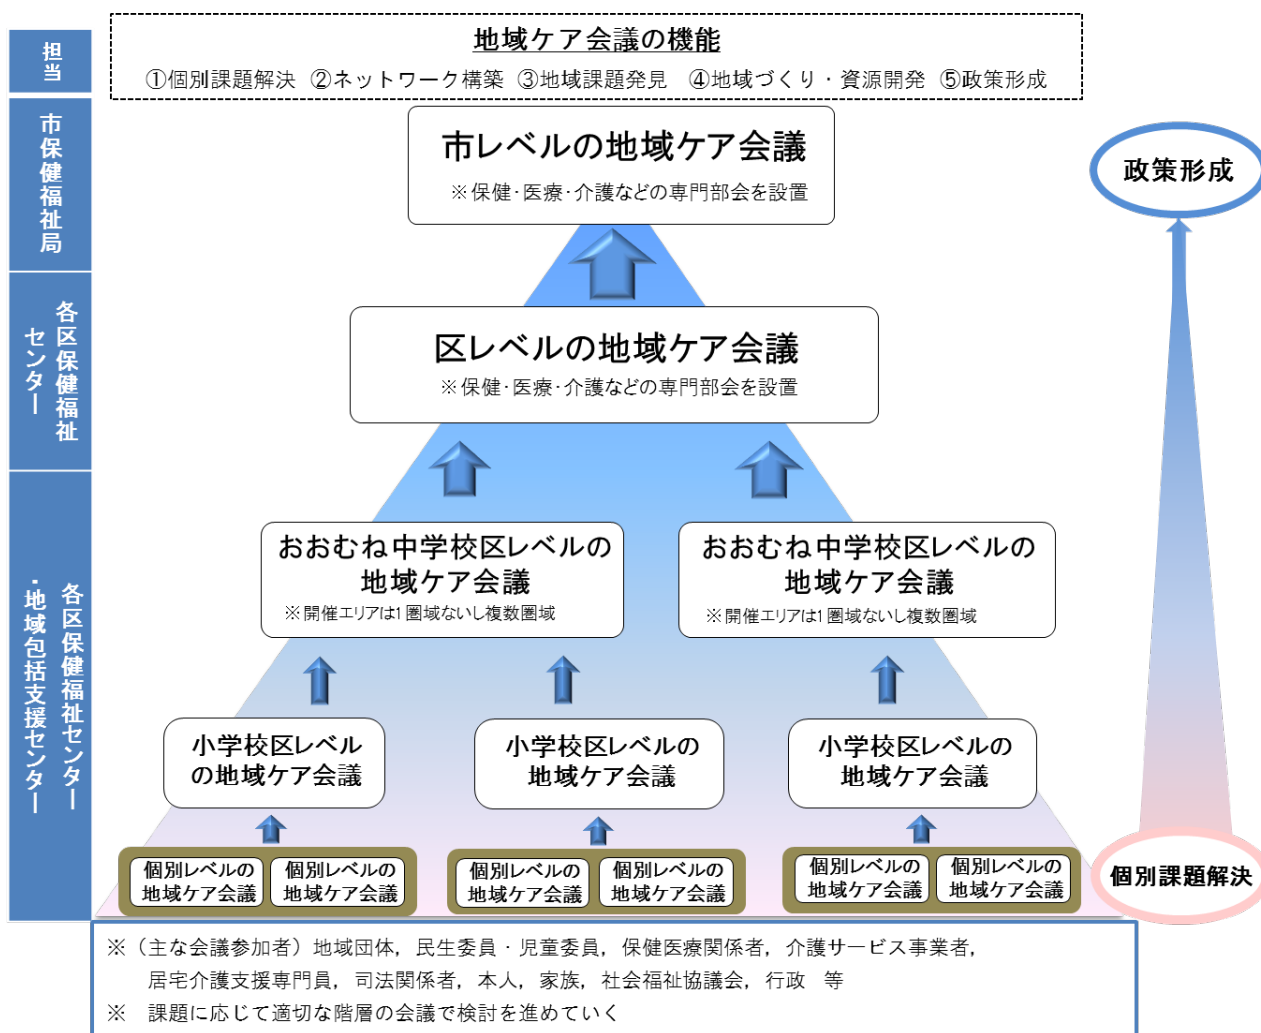 担当
地域ケア会議の機能
①個別課題解決 ②ネットワーク構築 ③地域課題発見 ④地域づくり・資源開発 ⑤政策形成
市保健福祉局
市レベルの地域ケア会議
※保健・医療・介護などの専門部会を設置
政策形成
各区保健福祉
センター
区レベルの地域ケア会議
※保健・医療・介護などの専門部会を設置
各区保健福祉センター
・地域包括支援センター
おおむね中学校区レベルの
地域ケア会議
※開催エリアは1圏域ないし複数圏域
おおむね中学校区レベルの
地域ケア会議
※開催エリアは1圏域ないし複数圏域
小学校区レベル
の地域ケア会議
小学校区レベルの
地域ケア会議
小学校区レベルの
地域ケア会議
個別レベルの
地域ケア会議
個別レベルの
地域ケア会議
個別レベルの
地域ケア会議
個別レベルの
地域ケア会議
個別レベルの
地域ケア会議
個別レベルの
地域ケア会議
個別課題解決
※（主な会議参加者）地域団体，民生委員・児童委員，保健医療関係者，介護サービス事業者，
居宅介護支援専門員，司法関係者，本人，家族，社会福祉協議会，行政　等
※　課題に応じて適切な階層の会議で検討を進めていく